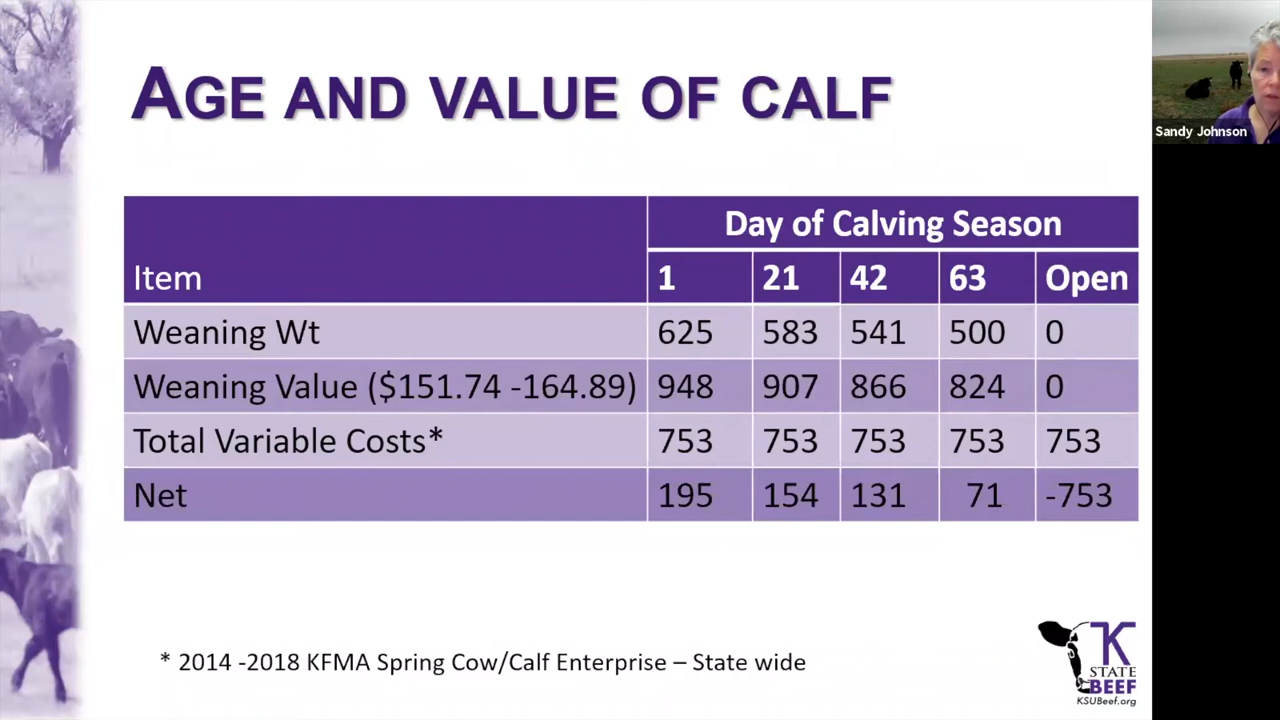 AGE AND VALUE OF CALF
Sandy Johnson
Day of Calving Season
Item 1 21 42 63 Open
Weaning Wt 625 583 541 500 0
Weaning Value ($151.74 -164.89) 948 907 866 824 0
Total Variable Costs* 753 753 753 753 753
Net 195 154 131 71 -753
* 2014 -2018 KFMA Spring Cow/Calf Enterprise – State wide
K
STATE
BEEF
KSUBeef.org